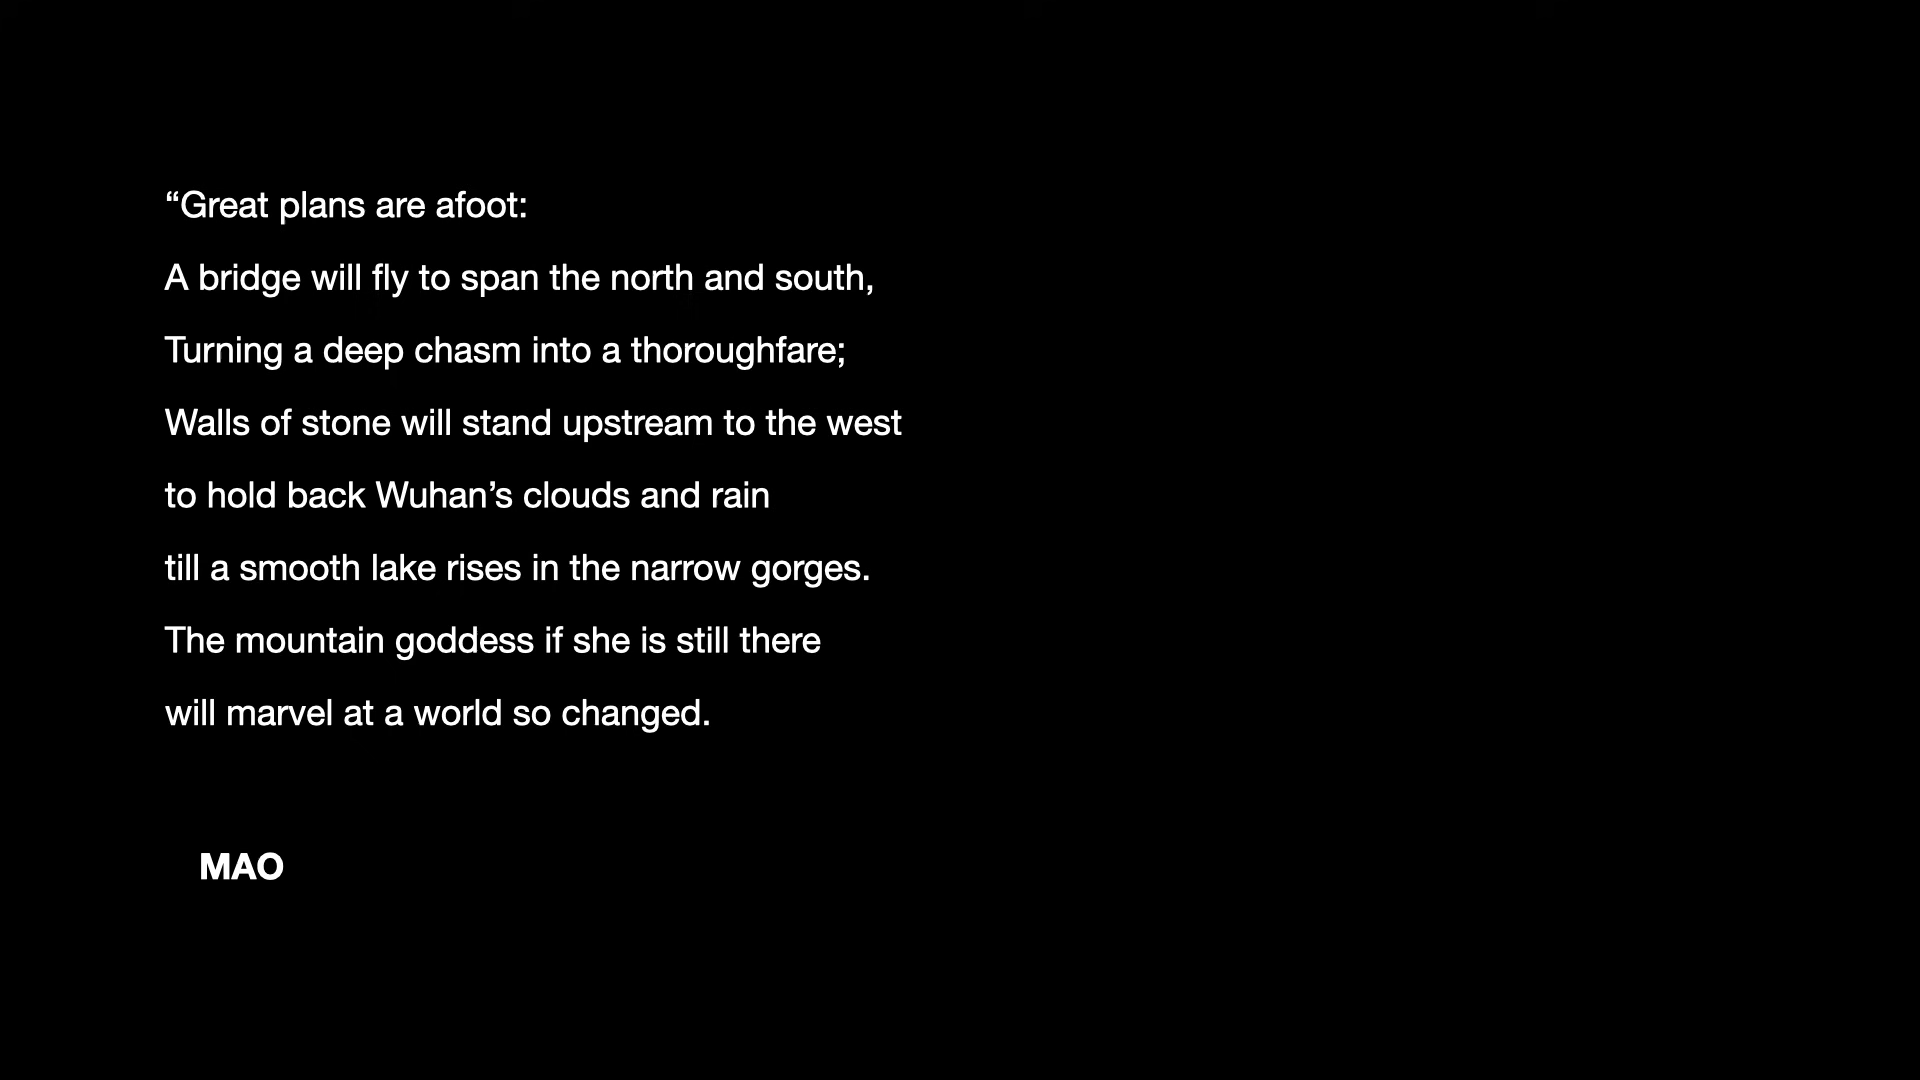 “Great plans are afoot:
A bridge will fly to span the north and south,
Turning a deep chasm into a thoroughfare;
Walls of stone will stand upstream to the west
to hold back Wuhan’s clouds and rain
till a smooth lake rises in the narrow gorges.
The mountain goddess if she is still there
will marvel at a world so changed.
MAO